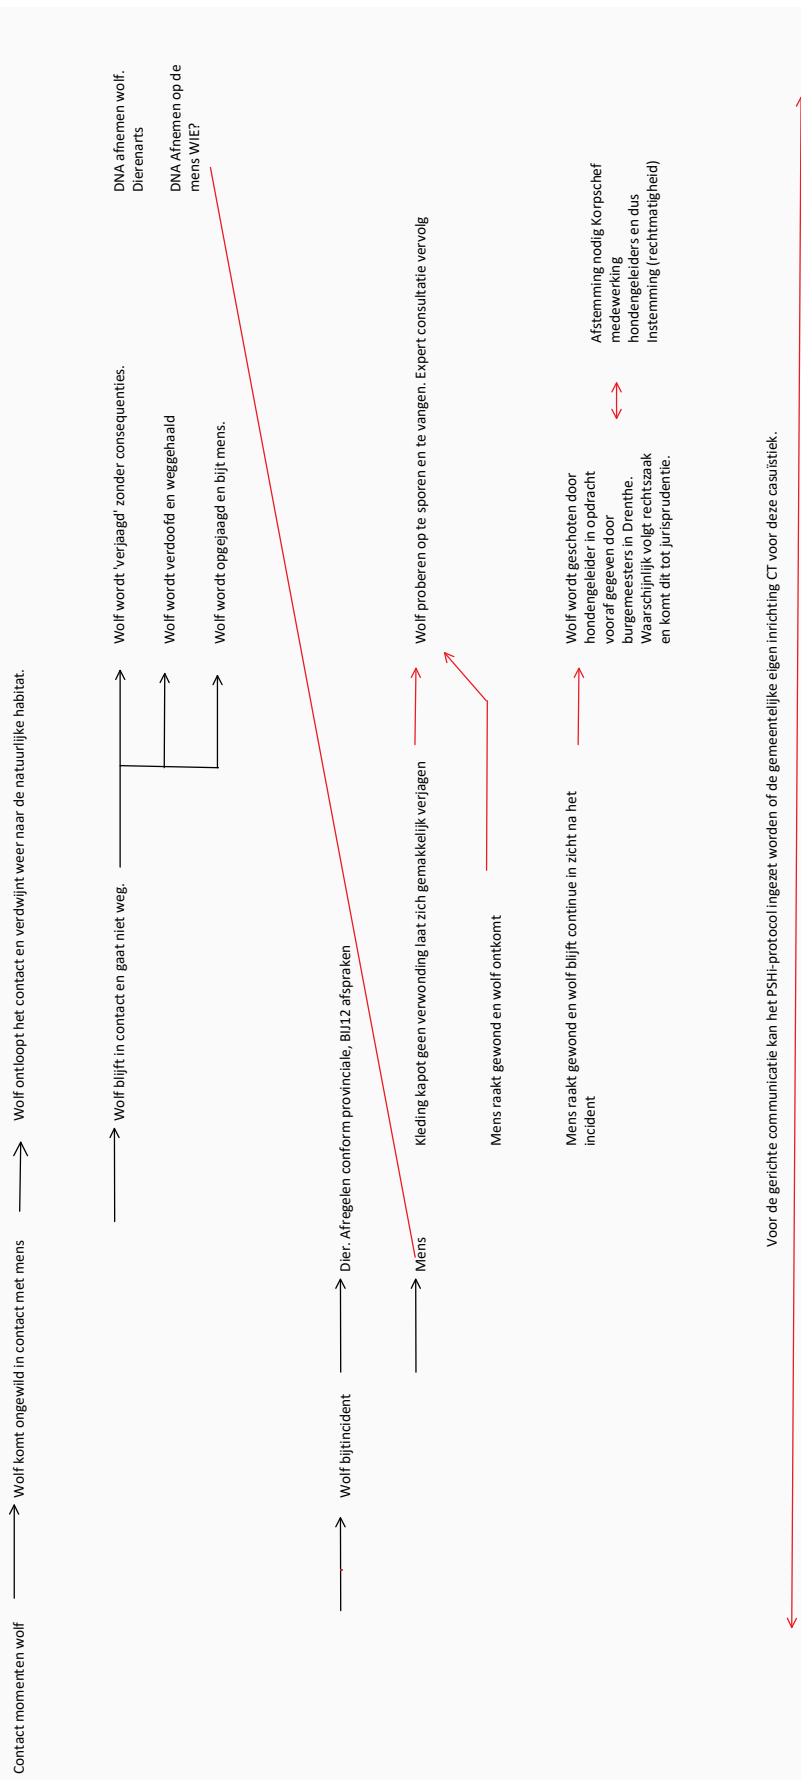 Contact momenten wolf
Wolf komt ongewild in contact met mens
Wolf ontloopt het contact en verdwijnt weer naar de natuurlijke habitat.
Wolf blijft in contact en gaat niet weg.
Wolf wordt 'verjaagd' zonder consequenties.
Wolf wordt verdoofd en weggehaald
Wolf wordt opgejaagd en bijt mens.
DNA afnemen wolf.
Dierenarts
DNA Afnemen op de
mens WIE?
Wolf bijtincident
Dier. Afregelen conform provinciale, BIJ12 afspraken
Mens
Kleding kapot geen verwonding laat zich gemakkelijk verjagen
Wolf proberen op te sporen en te vangen. Expert consultatie vervolg
Mens raakt gewond en wolf ontkomt
Mens raakt gewond en wolf blijft continue in zicht na het
incident
Wolf wordt geschoten door
hondengeleider in opdracht
vooraf gegeven door
burgemeesters in Drenthe.
Waarschijnlijk volgt rechtszaak
en komt dit tot jurisprudentie.
Afstemming nodig Korpschef
medewerking
hondengeleiders en dus
Instemming (rechtmatigheid)
Voor de gerichte communicatie kan het PSHi-protocol ingezet worden of de gemeentelijke eigen inrichting CT voor deze casuïstiek.